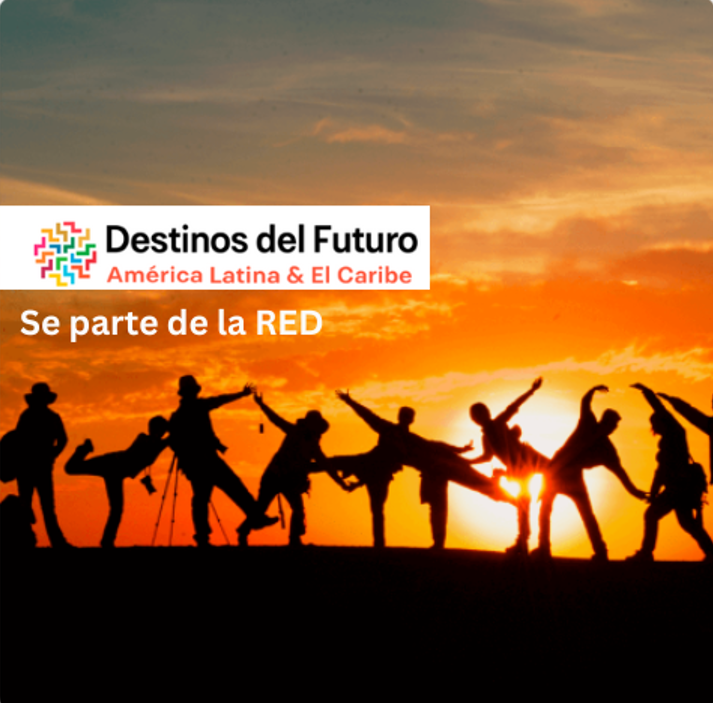 Destinos del Futuro
América Latina & El Caribe
Se parte de la RED